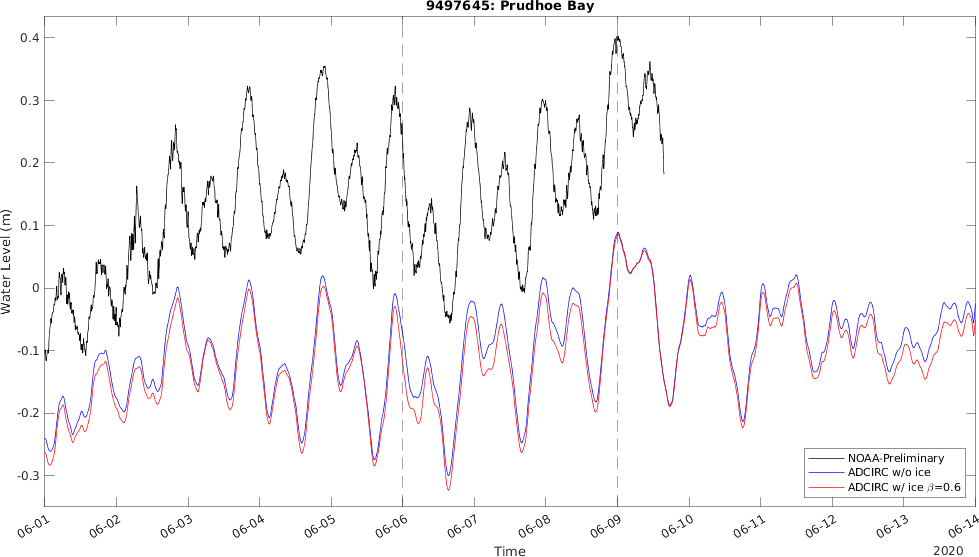 9497645: Prudhoe Bay
Water Level (m)
0.4
0.3
0.2
0.1
0
-0.1
-0.2
-0.3
NOAA-Preliminary
ADCIRC w/o ice
ADCIRC w/ ice β=0.6
06-01 06-02 06-03 06-04 06-05 06-06 06-07 06-08 06-09 06-10 06-11 06-12 06-13 06-14
Time
2020